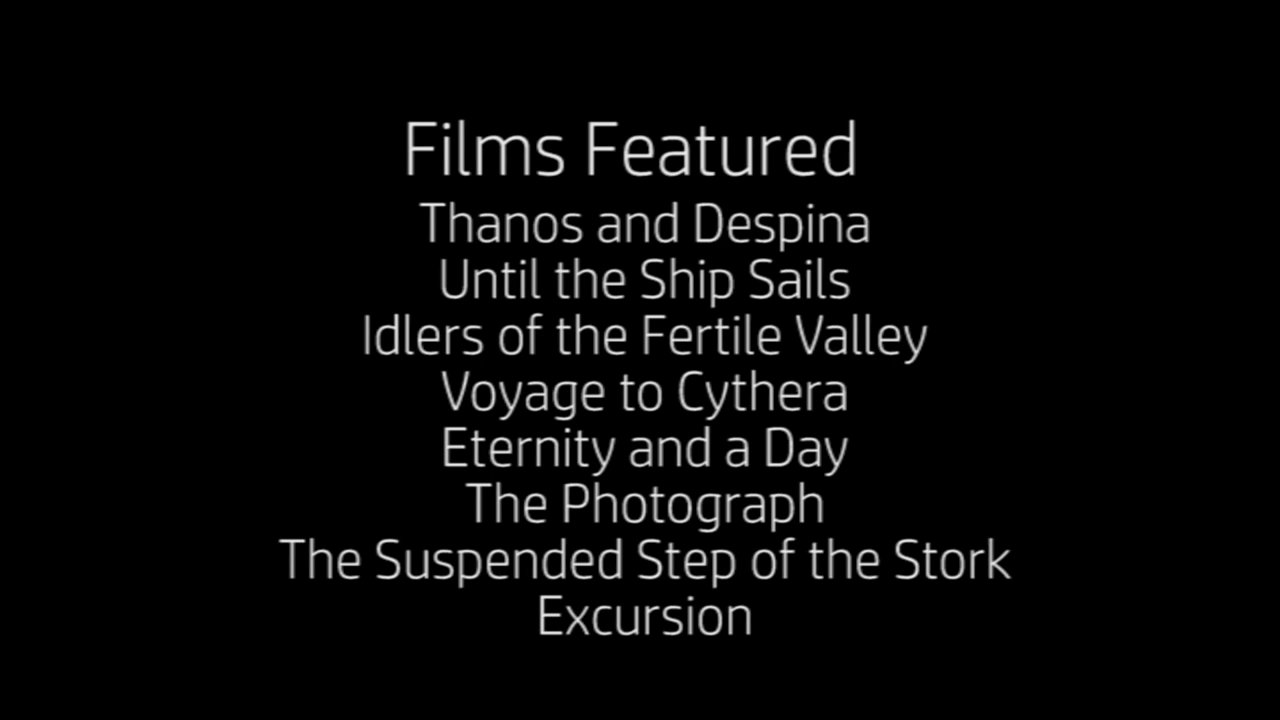 Films Featured
Thanos and Despina
Until the Ship Sails
Idlers of the Fertile Valley
Voyage to Cythera
Eternity and a Day
The Photograph
The Suspended Step of the Stork
Excursion